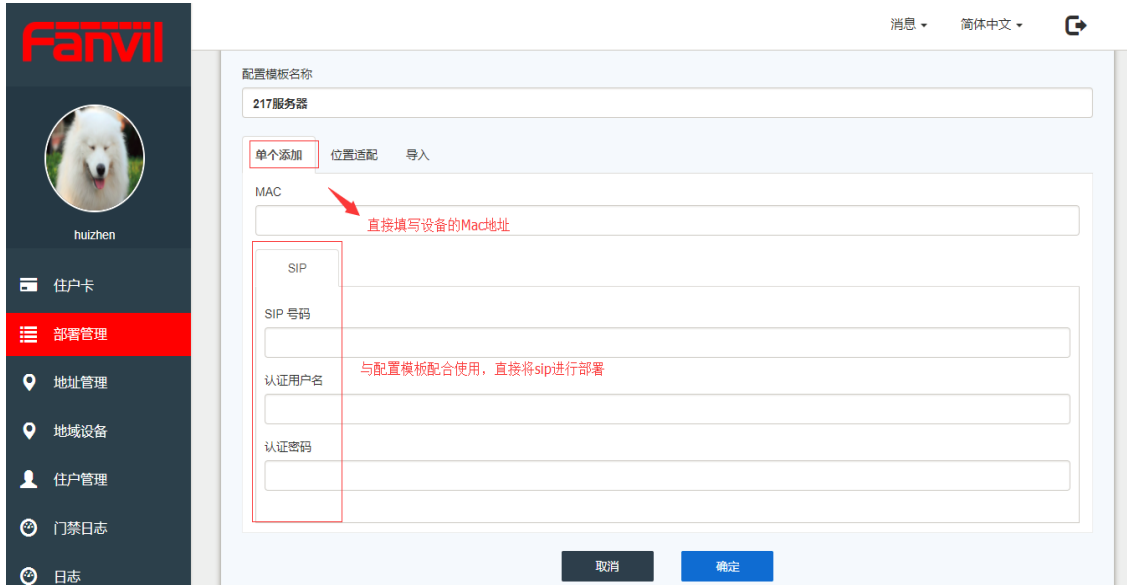 Fanvil
消息
简体中文
huizhen
住户卡
部署管理
地址管理
地域设备
住户管理
门禁日志
日志
配置模板名称
217服务器
单个添加
位置适配
导入
MAC
直接填写设备的Mac地址
SIP
SIP 号码
与配置模板配合使用，直接将sip进行部署
认证用户名
认证密码
取消
确定